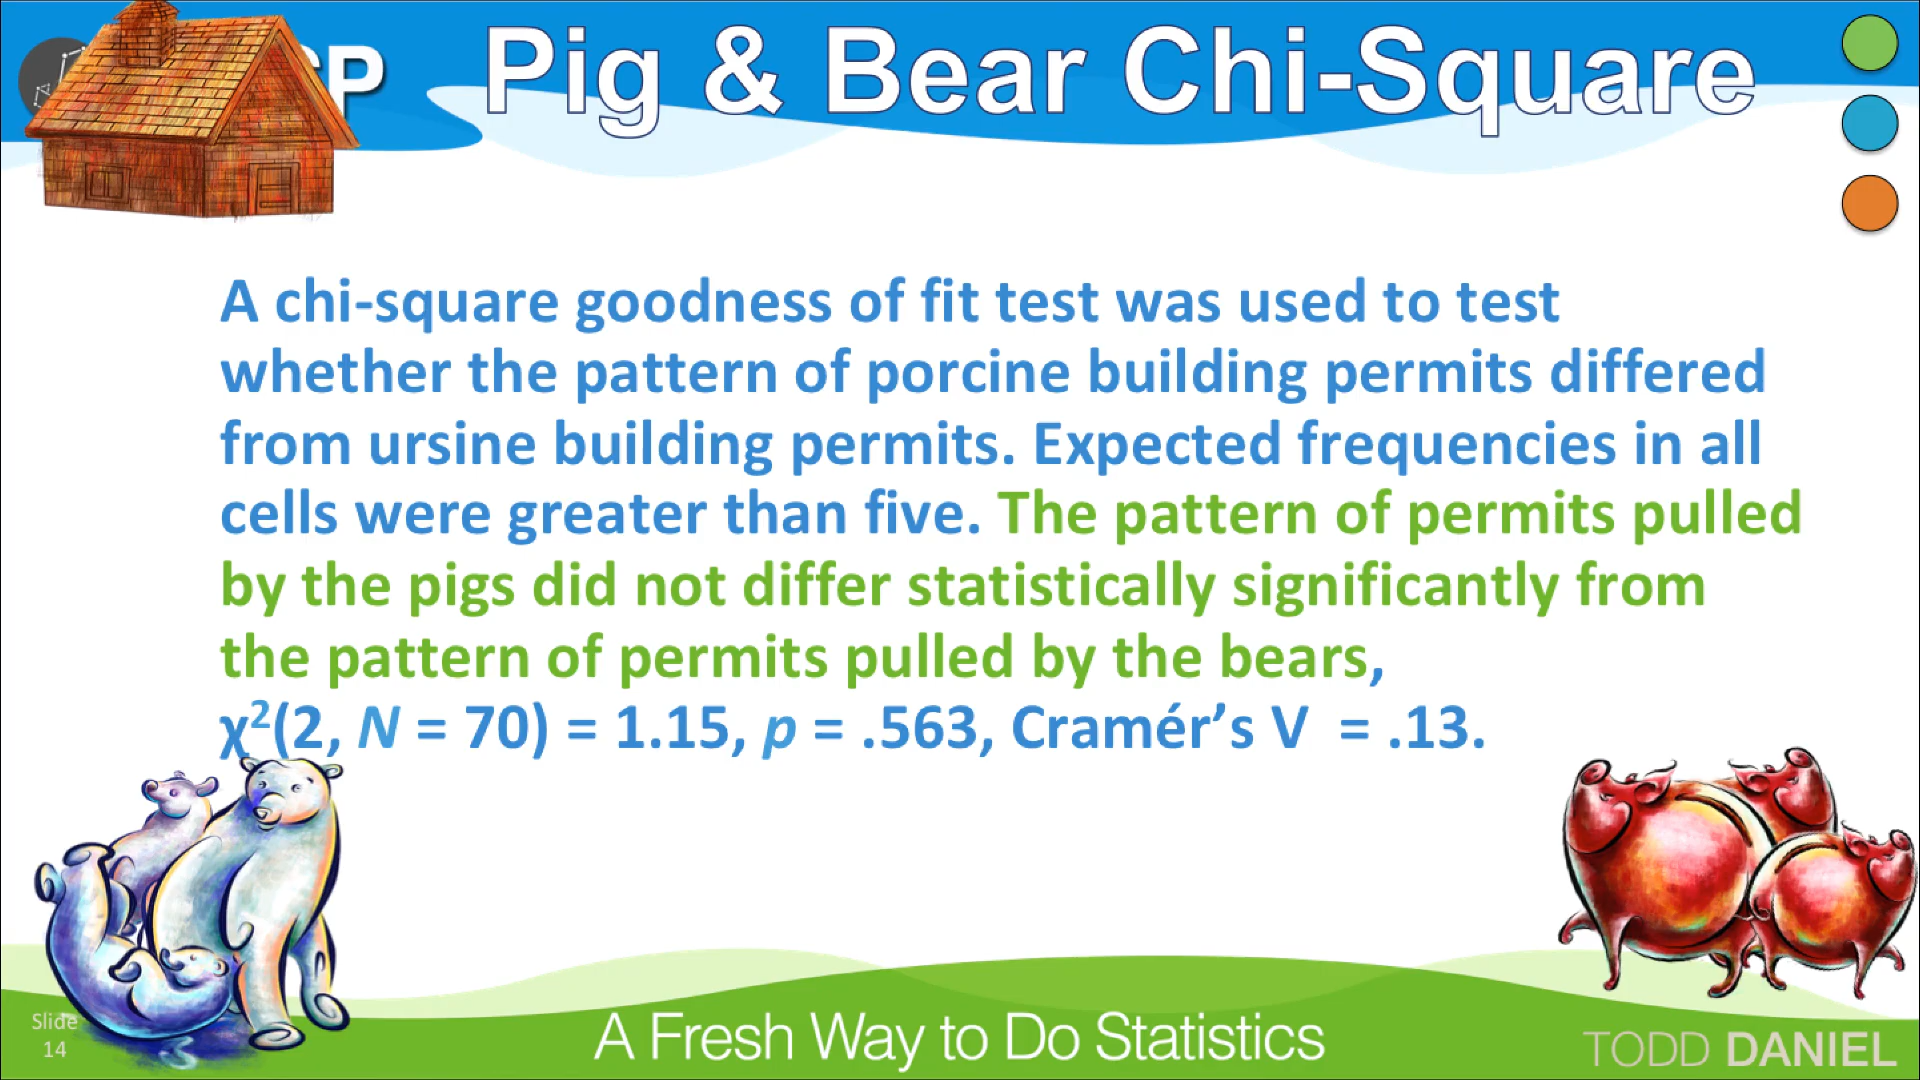 Pig & Bear Chi-Square
A chi-square goodness of fit test was used to test
whether the pattern of porcine building permits differed
from ursine building permits. Expected frequencies in all
cells were greater than five. The pattern of permits pulled
by the pigs did not differ statistically significantly from
the pattern of permits pulled by the bears,
χ²(2, N = 70) = 1.15, p = .563, Cramér’s V = .13.
Slide
14
A Fresh Way to Do Statistics
TODD DANIEL